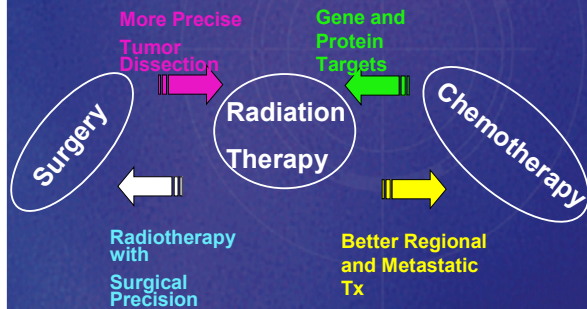 More Precise
Tumor
Dissection
Gene and
Protein
Targets
Surgery
Radiation
Therapy
Chemotherapy
Radiotherapy
with
Surgical
Precision
Better Regional
and Metastatic
Tx